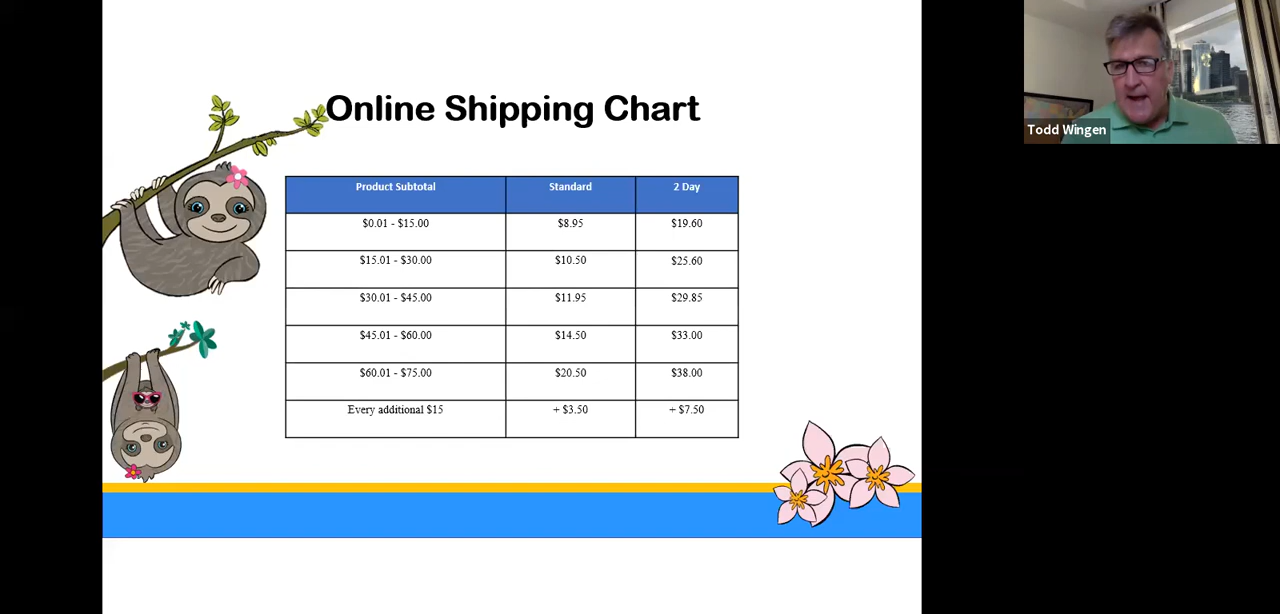 Online Shipping Chart
Product Subtotal Standard 2 Day
$0.01 - $15.00 $8.95 $19.60
$15.01 - $30.00 $10.50 $25.60
$30.01 - $45.00 $11.95 $29.85
$45.01 - $60.00 $14.50 $33.00
$60.01 - $75.00 $20.50 $38.00
Every additional $15 + $3.50 + $7.50
Todd Wingen